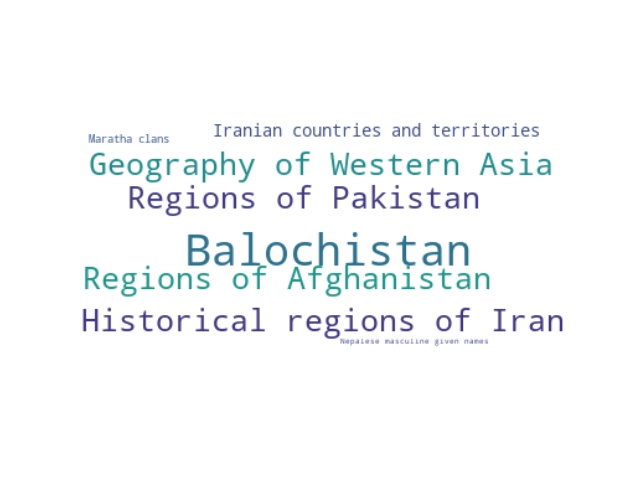 Iranian countries and territories
Maratha clans
Geography of Western Asia
Regions of Pakistan
Balochistan
Regions of Afghanistan
Historical regions of Iran
Nepalese masculine given names